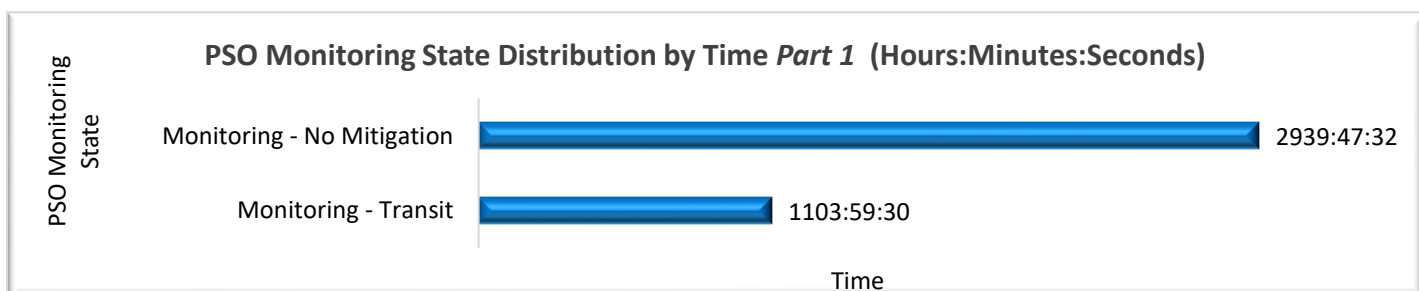 PSO Monitoring State Distribution by Time Part 1 (Hours:Minutes:Seconds)
PSO Monitoring
State
Monitoring - No Mitigation
2939:47:32
Monitoring - Transit
1103:59:30
Time